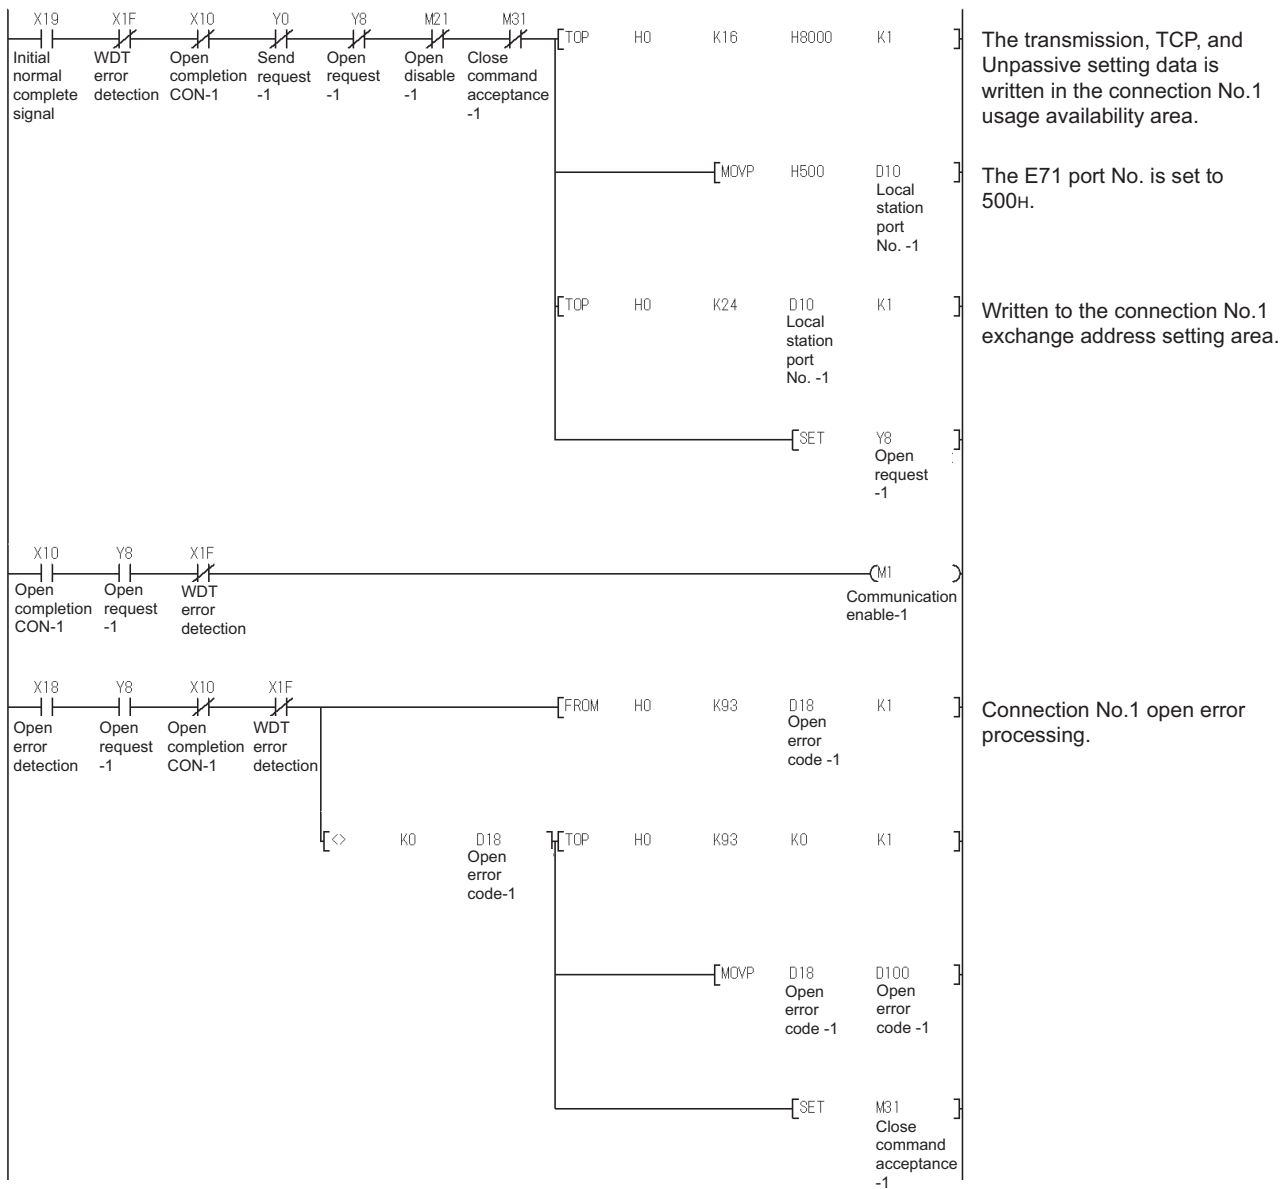 X19 X1F X10 Y0 Y8 M21 M31
TOP H0 K16 H8000 K1
Initial normal complete signal
WDT error detection
Open completion CON-1
Send request -1
Open request -1
Open disable -1
Close command acceptance -1
The transmission, TCP, and
Unpassive setting data is
written in the connection No.1
usage availability area.
MOVP H500 D10
Local
station
port
No. -1
The E71 port No. is set to
500H.
TOP H0 K24 D10 K1
Local
station
port
No. -1
Written to the connection No.1
exchange address setting area.
SET Y8
Open
request
-1
X10 Y8 X1F
M1
Open completion CON-1
Open request -1
WDT error detection
Communication
enable-1
X18 Y8 X10 X1F
FROM H0 K93 D18 K1
Open error detection
Open request -1
Open completion CON-1
WDT error detection
Open
error
code -1
Connection No.1 open error
processing.
<> K0 D18
Open
error
code-1
TOP H0 K93 K0 K1
MOVP D18 D100
Open
error
code -1
Open
error
code -1
SET M31
Close
command
acceptance
-1